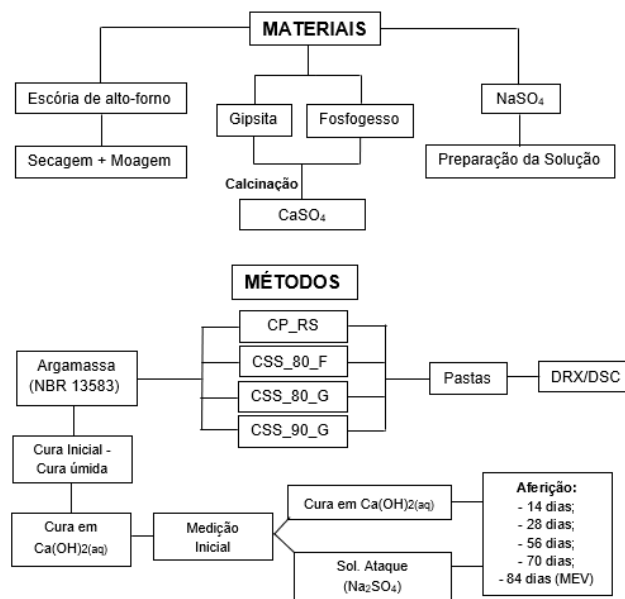 MATERIAIS
Escória de alto-forno
Secagem + Moagem
Gipsita
Fosfogesso
Calcinação
CaSO₄
NaSO₄
Preparação da Solução
MÉTODOS
Argamassa
(NBR 13583)
CP_RS
CSS_80_F
CSS_80_G
CSS_90_G
Pastas
DRX/DSC
Cura Inicial -
Cura úmida
Cura em
Ca(OH)2(aq)
Medição
Inicial
Cura em Ca(OH)2(aq)
Sol. Ataque
(Na₂SO₄)
Aferição:
- 14 dias;
- 28 dias;
- 56 dias;
- 70 dias;
- 84 dias (MEV)